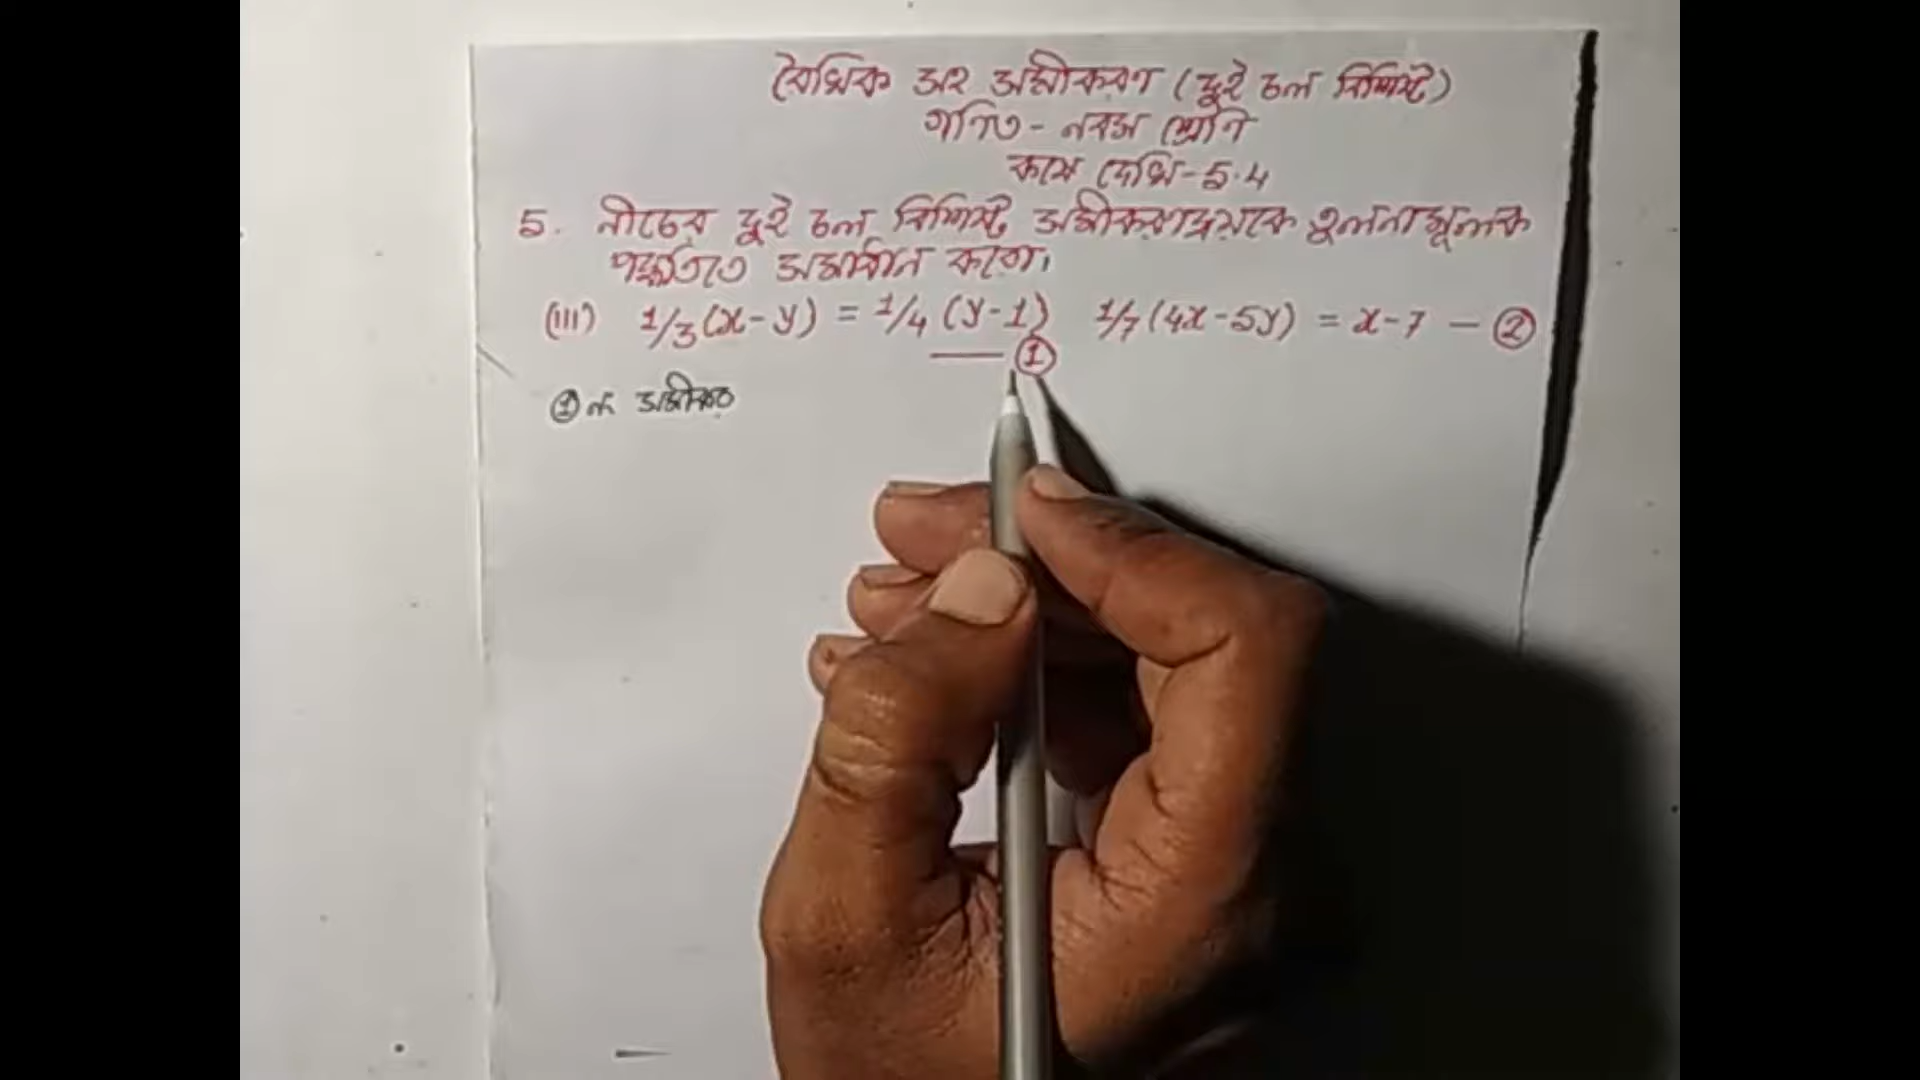 রৈখিক সহ সমীকরণ (দুই চল বিশিষ্ট)
গণিত - নবম শ্রেণি
কষে দেখি - 5.4
5. নীচের দুই চল বিশিষ্ট সমীকরণদ্বয়কে তুলনামূলক
পদ্ধতিতে সমাধান করো।
(iii) 1/3(x-y) = 1/4(y-1) 1/7(4x-5y) = x-7 — ②
— ①
① নং সমীকর